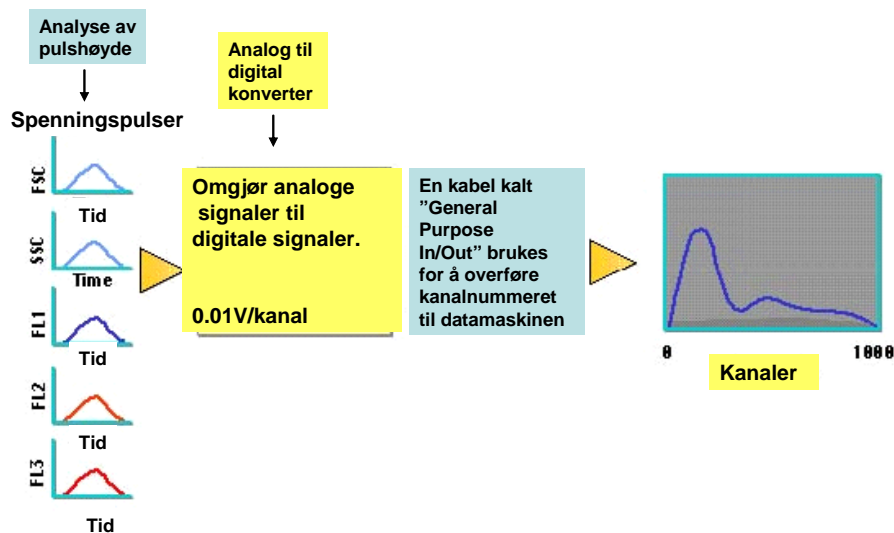 Analyse av
pulshøyde
Analog til
digital
konverter
Spenningspulser
FSC
Tid
SSC
Time
FL1
Tid
FL2
Tid
FL3
Tid
Omgjør analoge
signaler til
digitale signaler.
0.01V/kanal
En kabel kalt
”General
Purpose
In/Out” brukes
for å overføre
kanalnummeret
til datamaskinen
0 1000
Kanaler